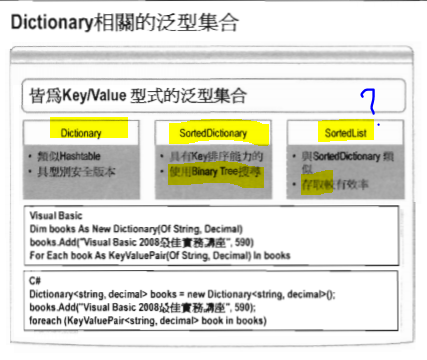 Dictionary相關的泛型集合
皆為Key/Value 型式的泛型集合
?
Dictionary
• 類似Hashtable
• 具型別安全版本
SortedDictionary
• 具有Key排序能力的
• 使用Binary Tree搜尋
SortedList
• 與SortedDictionary 類
似
• 存取較有效率
Visual Basic
Dim books As New Dictionary(Of String, Decimal)
books.Add("Visual Basic 2008最佳實務講座", 590)
For Each book As KeyValuePair(Of String, Decimal) In books
C#
Dictionary<string, decimal> books = new Dictionary<string, decimal>();
books.Add("Visual Basic 2008最佳實務講座", 590);
foreach (KeyValuePair<string, decimal> book in books)